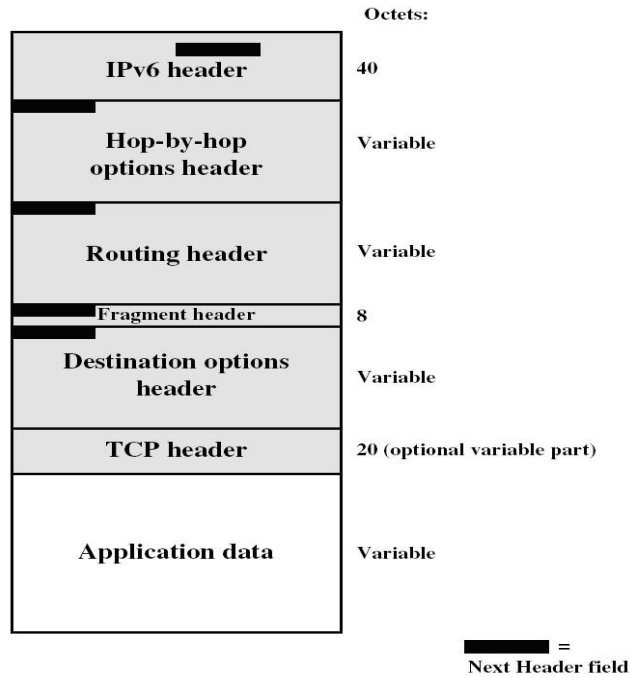 Octets:
IPv6 header
40
Hop-by-hop
options header
Variable
Routing header
Variable
Fragment header
8
Destination options
header
Variable
TCP header
20 (optional variable part)
Application data
Variable
=
Next Header field